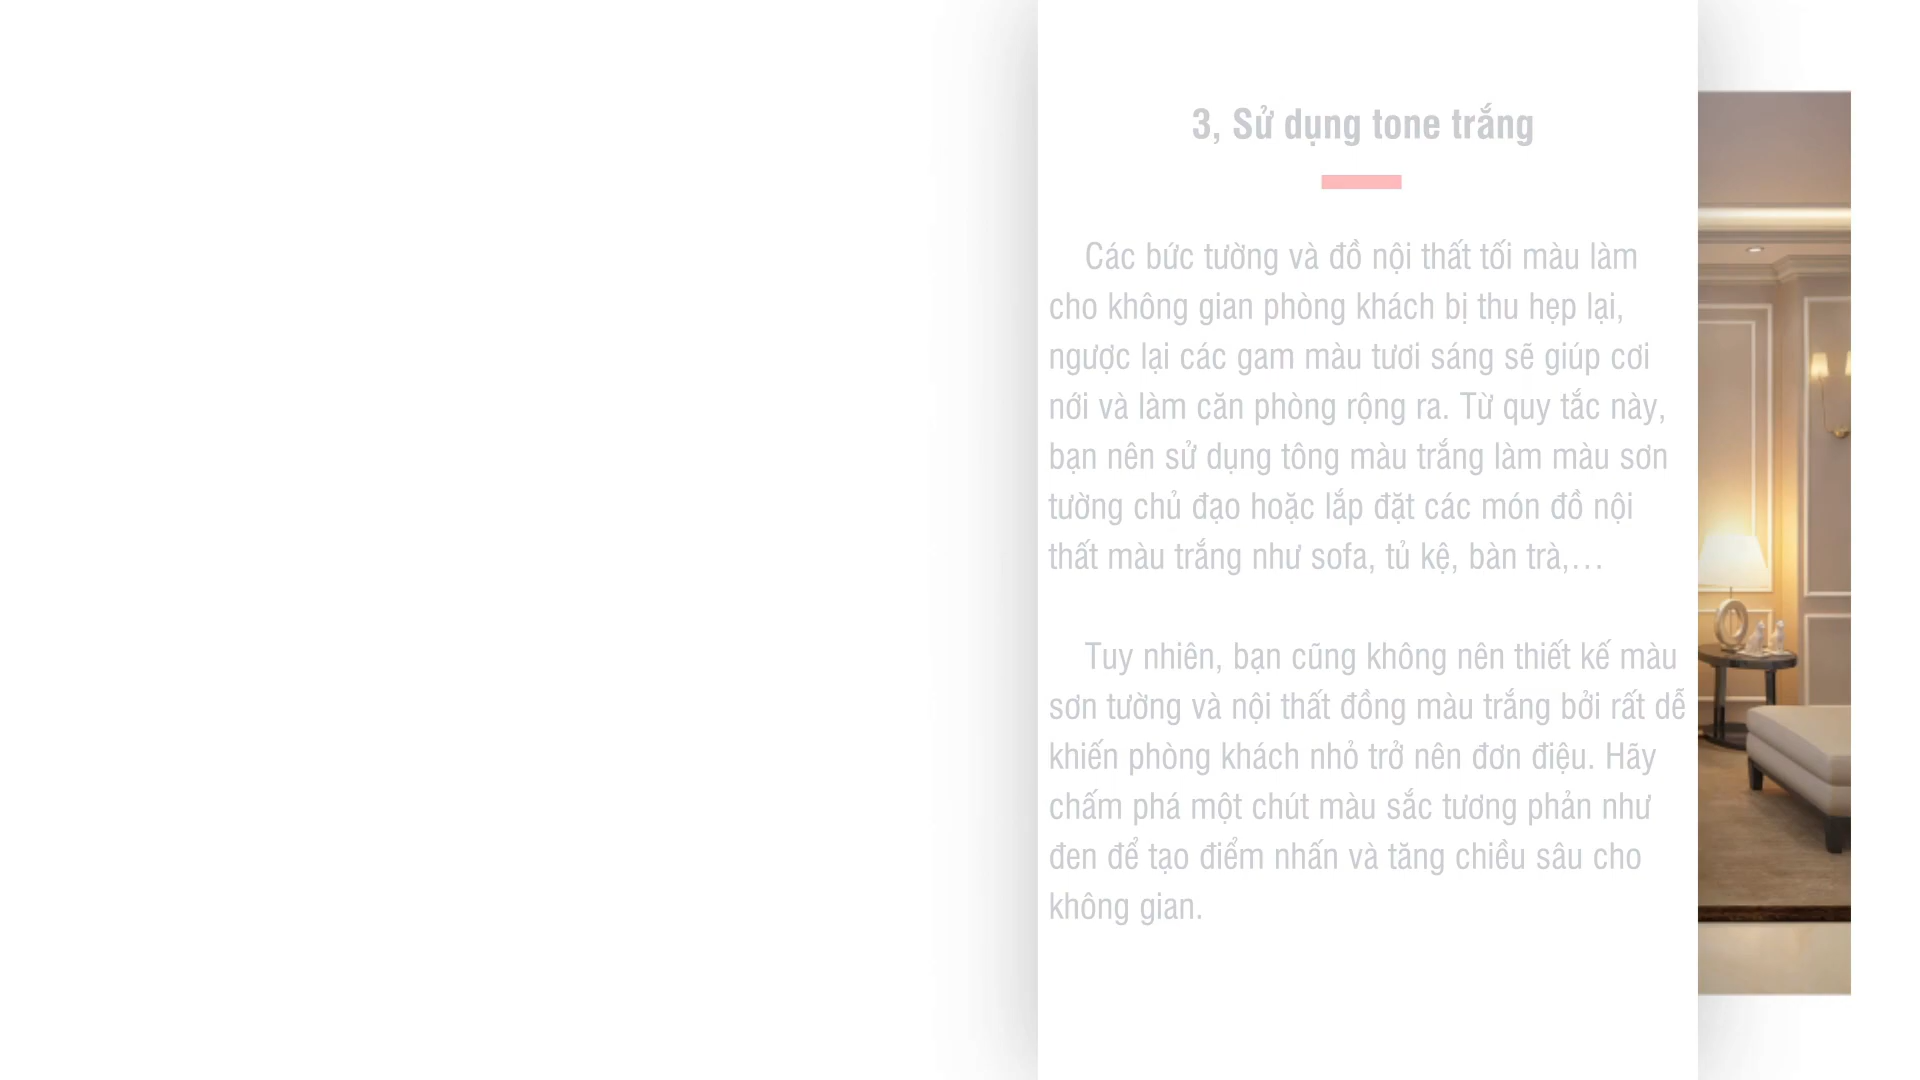 3, Sử dụng tone trắng
Các bức tường và đồ nội thất tối màu làm
cho không gian phòng khách bị thu hẹp lại,
ngược lại các gam màu tươi sáng sẽ giúp cơi
nới và làm căn phòng rộng ra. Từ quy tắc này,
bạn nên sử dụng tông màu trắng làm màu sơn
tường chủ đạo hoặc lắp đặt các món đồ nội
thất màu trắng như sofa, tủ kệ, bàn trà,…
Tuy nhiên, bạn cũng không nên thiết kế màu
sơn tường và nội thất đồng màu trắng bởi rất dễ
khiến phòng khách nhỏ trở nên đơn điệu. Hãy
chấm phá một chút màu sắc tương phản như
đen để tạo điểm nhấn và tăng chiều sâu cho
không gian.